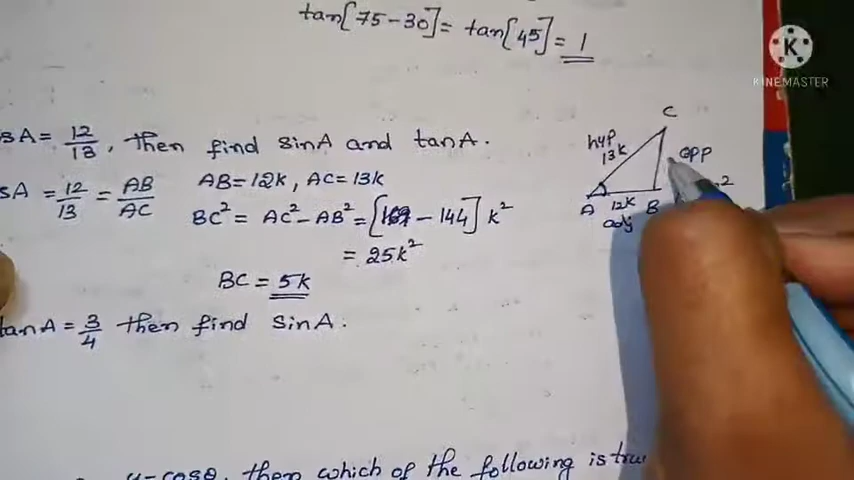 tan[75-30] = tan[45] = 1
K
KINEMASTER
sA = 12/13, then find sinA and tanA.
C
hyp
13k
opp
A 12k B
adj
sA = 12/13 = AB/AC AB=12k, AC=13k
BC² = AC² - AB² = [169 - 144] k²
= 25k²
BC = 5k
tanA = 3/4 then find sinA.
y-cosθ, then which of the following is tru